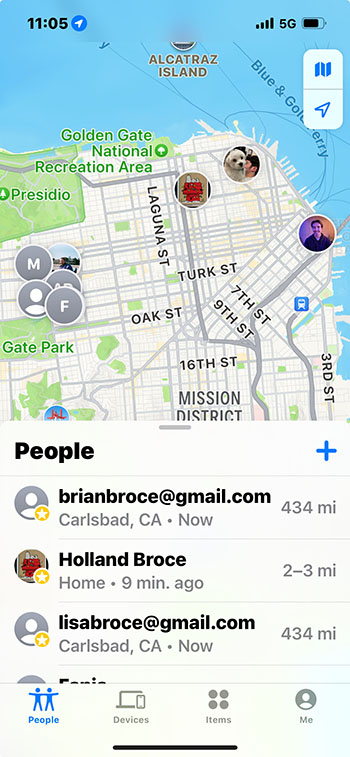 11:05
5G
ALCATRAZ
ISLAND
Blue & Gold Ferry
Golden Gate
National
Recreation Area
Presidio
LAGUNA ST
M
F
TURK ST
7TH ST
9TH ST
OAK ST
Gate Park
16TH ST
3RD ST
MISSION
DISTRICT
People
brianbroce@gmail.com
434 mi
Carlsbad, CA • Now
Holland Broce
2–3 mi
Home • 9 min. ago
lisabroce@gmail.com
434 mi
Carlsbad, CA • Now
People
Devices
Items
Me